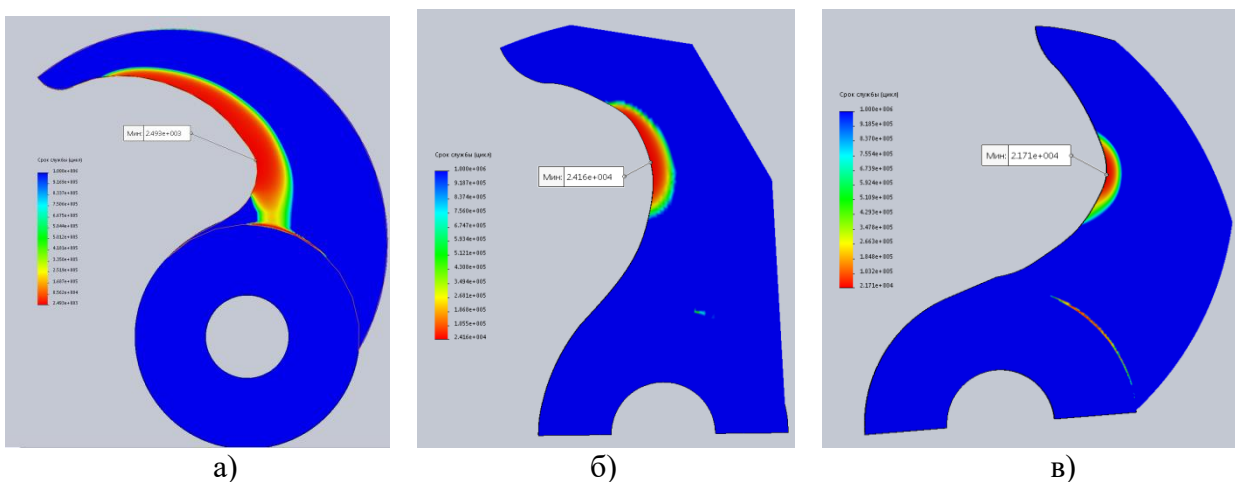 Срок службы (цикл)
1.000e+006
Мин: 2.493e+003
2.493e+003
Срок службы (цикл)
1.000e+006
9.187e+005
8.374e+005
7.560e+005
6.747e+005
5.934e+005
5.121e+005
4.308e+005
3.494e+005
2.681e+005
1.868e+005
1.055e+005
2.416e+004
Мин: 2.416e+004
Срок службы (цикл)
1.000e+006
9.185e+005
8.370e+005
7.554e+005
6.739e+005
5.924e+005
5.109e+005
4.293e+005
3.478e+005
2.663e+005
1.848e+005
1.032e+005
2.171e+004
Мин: 2.171e+004
а)
б)
в)